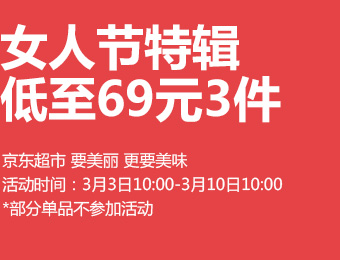 女人节特辑
低至69元3件
京东超市 要美丽 更要美味
活动时间：3月3日10:00-3月10日10:00
*部分单品不参加活动